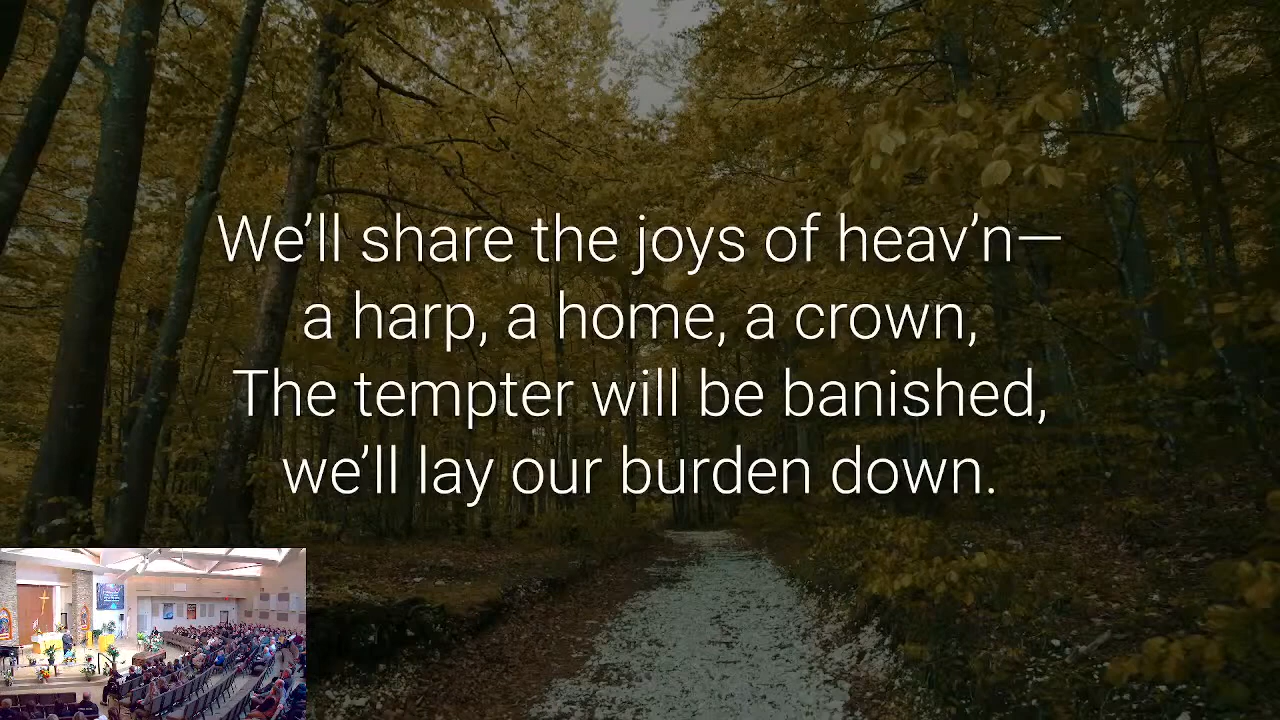 We’ll share the joys of heav’n—
a harp, a home, a crown,
The tempter will be banished,
we’ll lay our burden down.